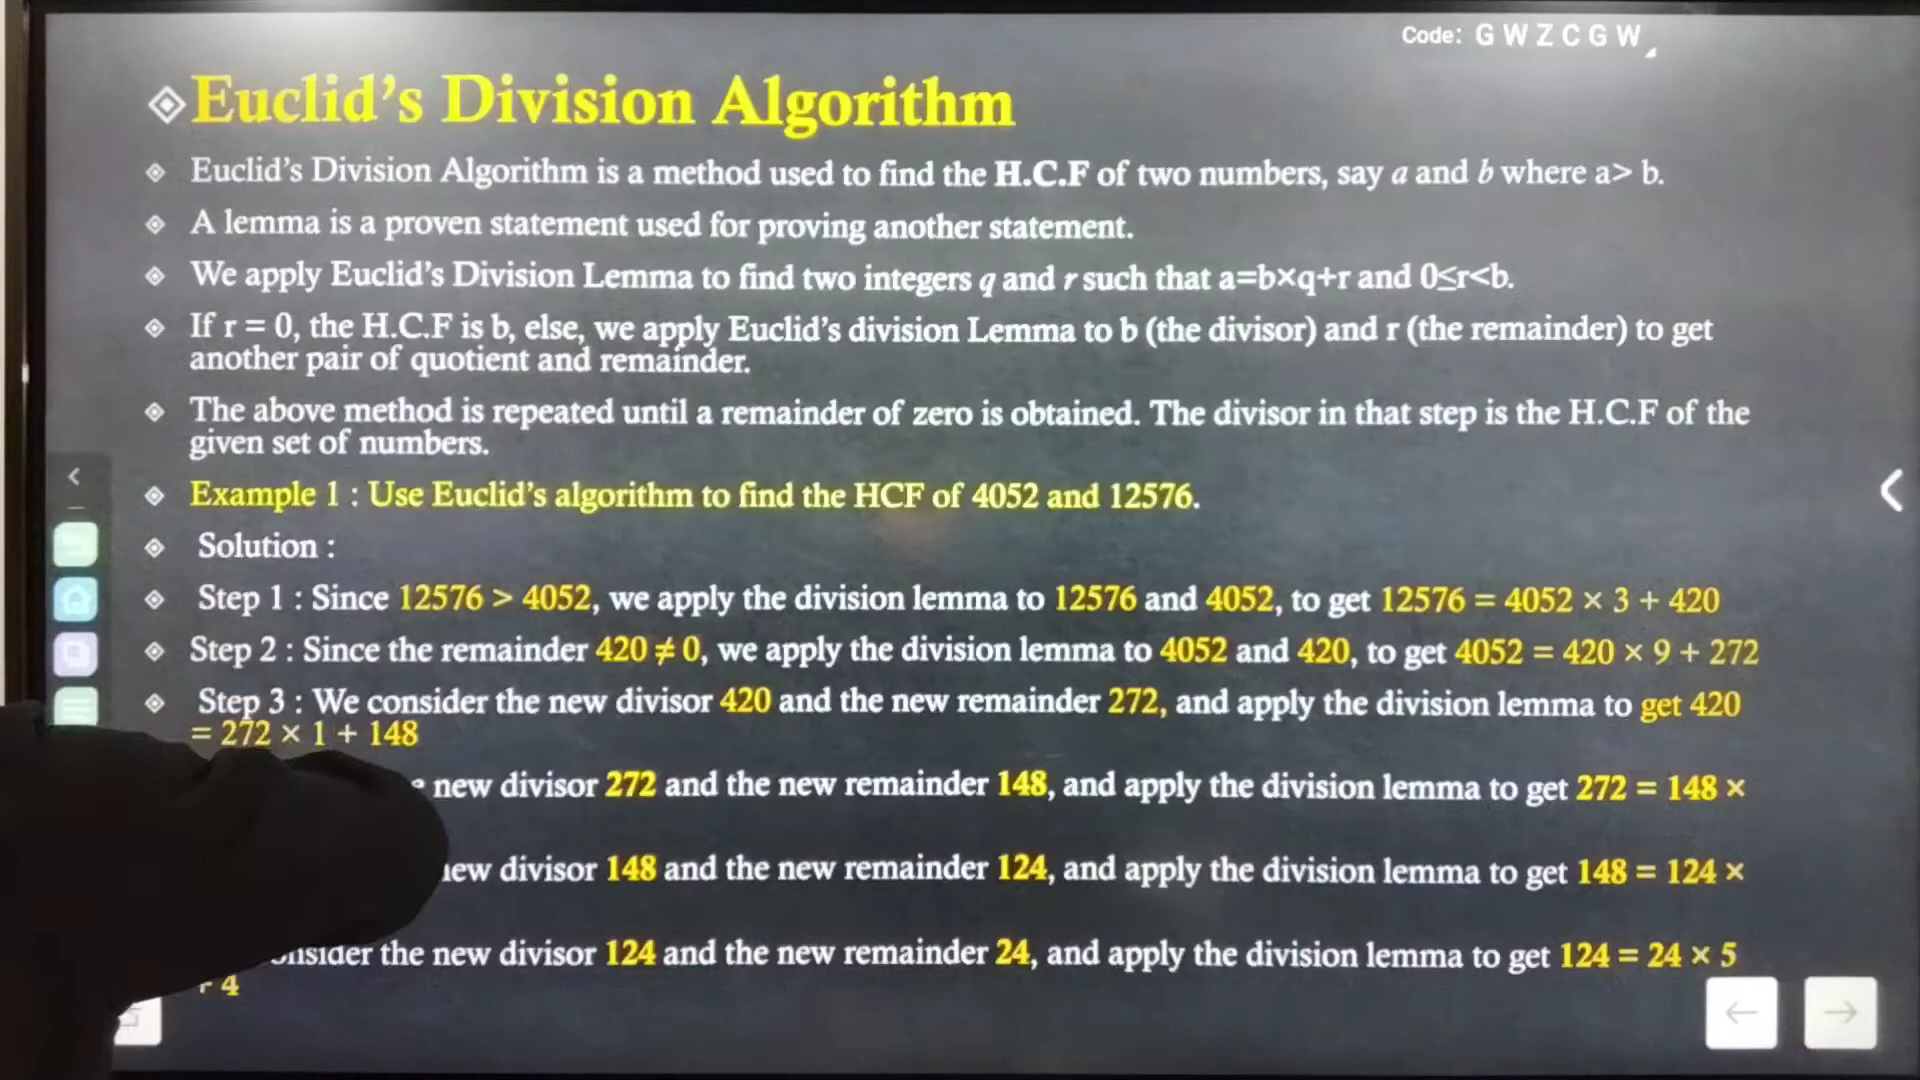 Code: G W Z C G W
Euclid's Division Algorithm
Euclid's Division Algorithm is a method used to find the H.C.F of two numbers, say a and b where a> b.
A lemma is a proven statement used for proving another statement.
We apply Euclid's Division Lemma to find two integers q and r such that a=b×q+r and 0≤r<b.
If r = 0, the H.C.F is b, else, we apply Euclid's division Lemma to b (the divisor) and r (the remainder) to get
another pair of quotient and remainder.
The above method is repeated until a remainder of zero is obtained. The divisor in that step is the H.C.F of the
given set of numbers.
Example 1 : Use Euclid's algorithm to find the HCF of 4052 and 12576.
Solution :
Step 1 : Since 12576 > 4052, we apply the division lemma to 12576 and 4052, to get 12576 = 4052 × 3 + 420
Step 2 : Since the remainder 420 ≠ 0, we apply the division lemma to 4052 and 420, to get 4052 = 420 × 9 + 272
Step 3 : We consider the new divisor 420 and the new remainder 272, and apply the division lemma to get 420
= 272 × 1 + 148
new divisor 272 and the new remainder 148, and apply the division lemma to get 272 = 148 ×
divisor 148 and the new remainder 124, and apply the division lemma to get 148 = 124 ×
the new divisor 124 and the new remainder 24, and apply the division lemma to get 124 = 24 × 5
4